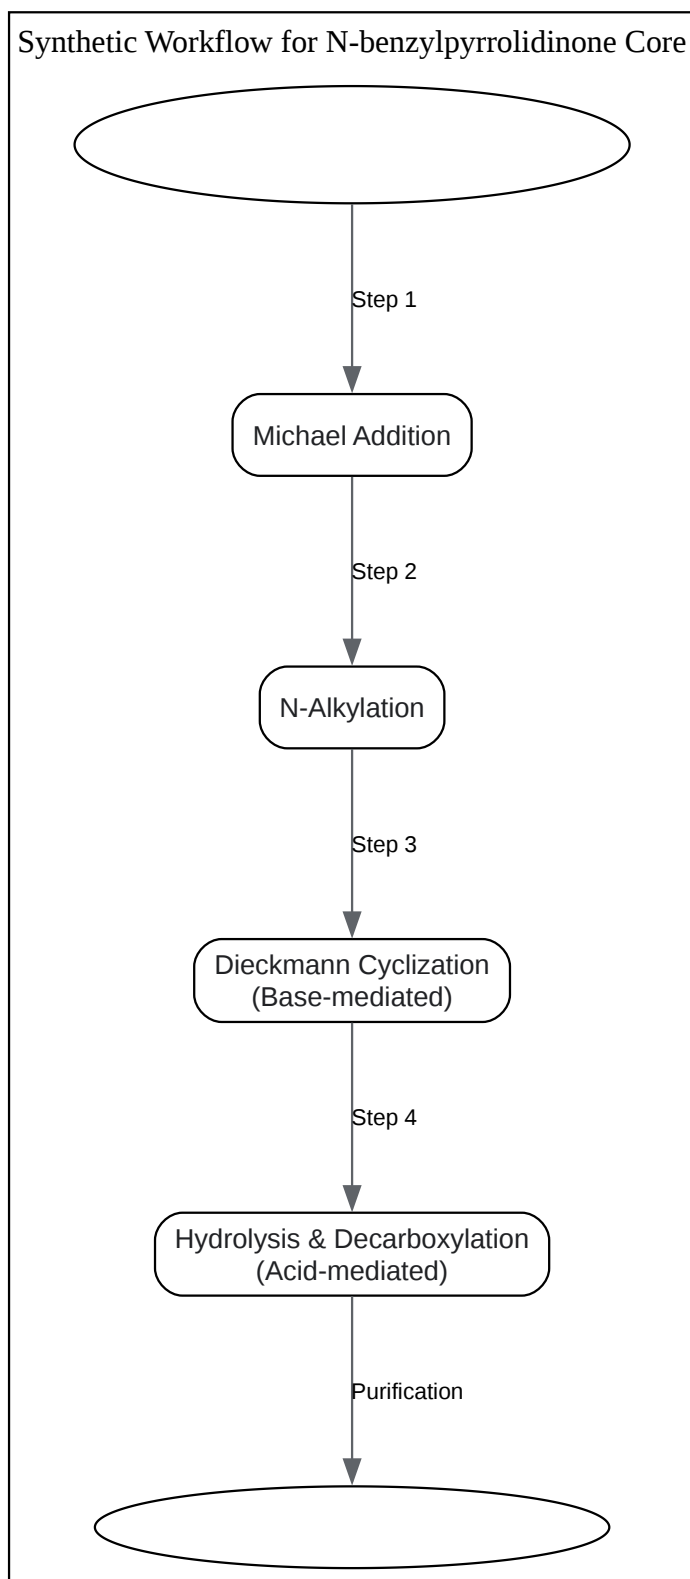 Synthetic Workflow for N-benzylpyrrolidinone Core
Step 1
Michael Addition
Step 2
N-Alkylation
Step 3
Dieckmann Cyclization
(Base-mediated)
Step 4
Hydrolysis & Decarboxylation
(Acid-mediated)
Purification